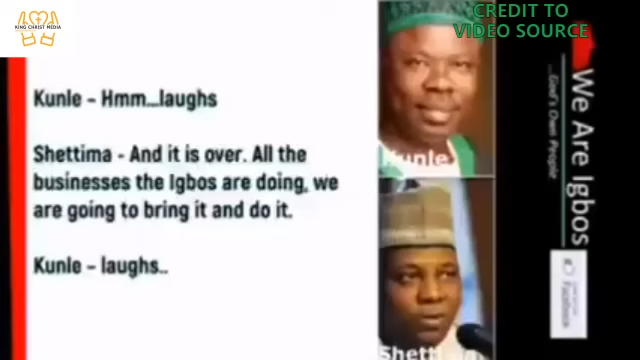 KING CHRIST MEDIA
CREDIT TO
VIDEO SOURCE
Kunle – Hmm...laughs
Shettima - And it is over. All the
businesses the Igbos are doing, we
are going to bring it and do it.
Kunle – laughs..
Kunle
Shettima
We Are Igbos
...God's Own People
Facebook